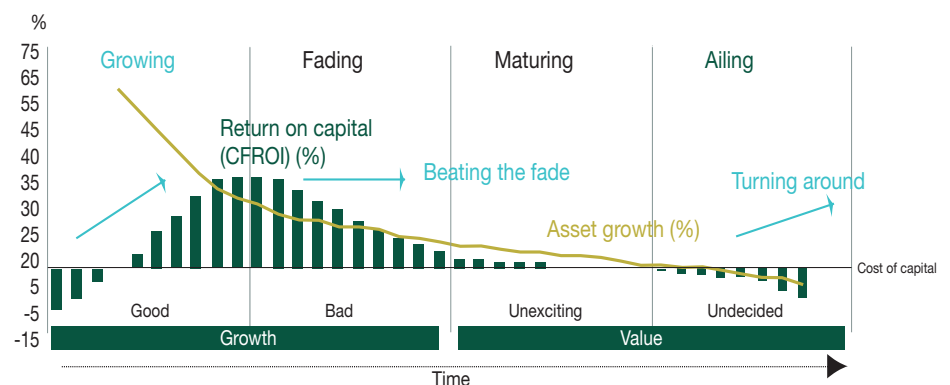 %
75
65
55
45
40
35
30
25
20
5
-5
-15
Growing
Fading
Maturing
Ailing
Return on capital
(CFROI) (%)
Beating the fade
Turning around
Asset growth (%)
Cost of capital
Good
Bad
Unexciting
Undecided
Growth
Value
Time